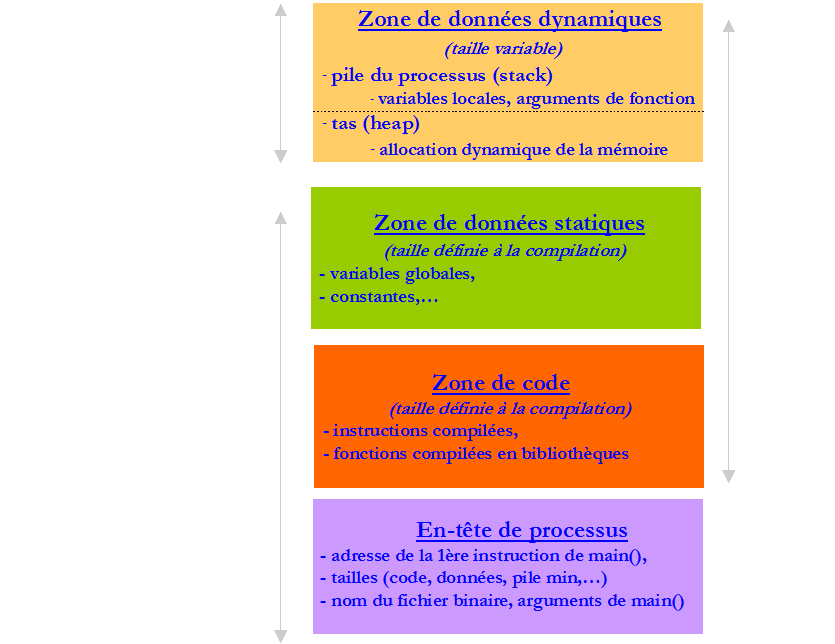 Zone de données dynamiques
(taille variable)
- pile du processus (stack)
- variables locales, arguments de fonction
- tas (heap)
- allocation dynamique de la mémoire
Zone de données statiques
(taille définie à la compilation)
- variables globales,
- constantes,…
Zone de code
(taille définie à la compilation)
- instructions compilées,
- fonctions compilées en bibliothèques
En-tête de processus
- adresse de la 1ère instruction de main(),
- tailles (code, données, pile min,…)
- nom du fichier binaire, arguments de main()